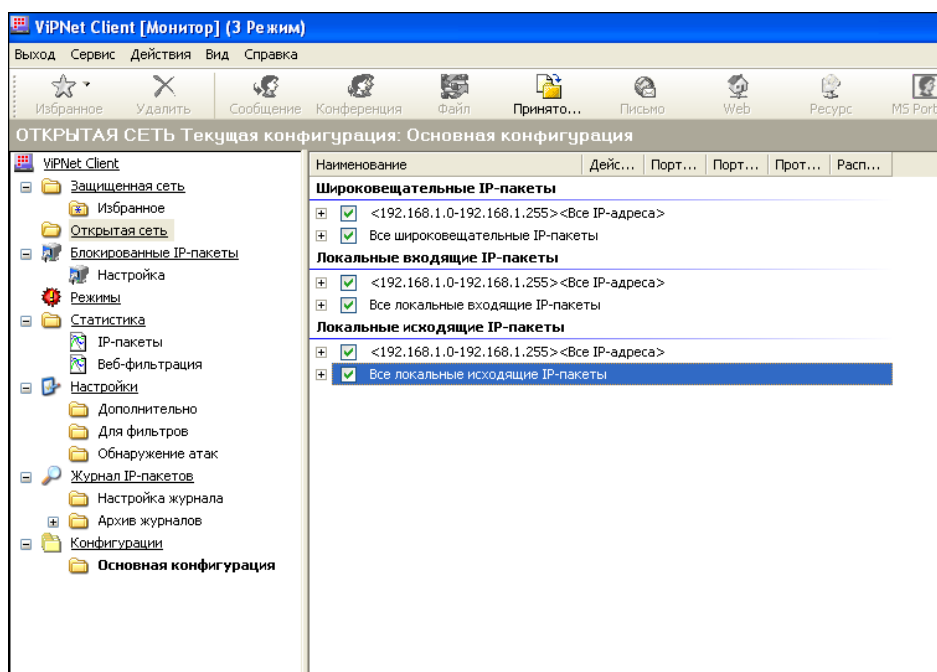 ViPNet Client [Монитор] (3 Режим)
Выход Сервис Действия Вид Справка
Избранное Удалить Сообщение Конференция Файл Принято... Письмо Web Ресурс MS Port
ОТКРЫТАЯ СЕТЬ Текущая конфигурация: Основная конфигурация
ViPNet Client
Защищенная сеть
Избранное
Открытая сеть
Блокированные IP-пакеты
Настройка
Режимы
Статистика
IP-пакеты
Веб-фильтрация
Настройки
Дополнительно
Для фильтров
Обнаружение атак
Журнал IP-пакетов
Настройка журнала
Архив журналов
Конфигурации
Основная конфигурация
Наименование Дейс... Порт... Порт... Прот... Расп...
Широковещательные IP-пакеты
<192.168.1.0-192.168.1.255><Все IP-адреса>
Все широковещательные IP-пакеты
Локальные входящие IP-пакеты
<192.168.1.0-192.168.1.255><Все IP-адреса>
Все локальные входящие IP-пакеты
Локальные исходящие IP-пакеты
<192.168.1.0-192.168.1.255><Все IP-адреса>
Все локальные исходящие IP-пакеты